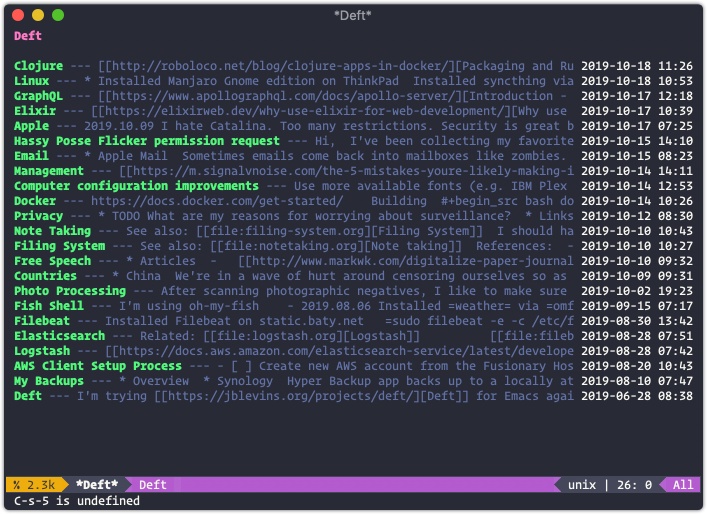 *Deft*
Deft
Clojure --- [[http://roboloco.net/blog/clojure-apps-in-docker/][Packaging and Ru 2019-10-18 11:26
Linux --- * Installed Manjaro Gnome edition on ThinkPad  Installed syncthing via 2019-10-18 10:53
GraphQL --- [[https://www.apollographql.com/docs/apollo-server/][Introduction - 2019-10-17 12:18
Elixir --- [[https://elixirweb.dev/why-use-elixir-for-web-development/][Why use 2019-10-17 10:39
Apple --- 2019.10.09 I hate Catalina. Too many restrictions. Security is great b 2019-10-17 07:25
Hassy Posse Flicker permission request --- Hi,  I've been collecting my favorite 2019-10-15 14:10
Email --- * Apple Mail  Sometimes emails come back into mailboxes like zombies. 2019-10-15 08:23
Management --- [[https://m.signalvnoise.com/the-5-mistakes-youre-likely-making-i 2019-10-14 14:11
Computer configuration improvements --- Use more available fonts (e.g. IBM Plex 2019-10-14 12:53
Docker --- https://docs.docker.com/get-started/   Building  #+begin_src bash do 2019-10-14 10:26
Privacy --- * TODO What are my reasons for worrying about surveillance?  * Links 2019-10-12 08:30
Note Taking --- See also: [[file:filing-system.org][Filing System]]  I should ha 2019-10-10 10:43
Filing System --- See also: [[file:notetaking.org][Note taking]]  References:  - 2019-10-10 10:27
Free Speech --- * Articles  -   [[http://www.markwk.com/digitalize-paper-journal 2019-10-10 09:32
Countries --- * China  We're in a wave of hurt around censoring ourselves so as 2019-10-09 09:31
Photo Processing --- After scanning photographic negatives, I like to make sure 2019-10-02 19:23
Fish Shell --- I'm using oh-my-fish    - 2019.08.06 Installed =weather= via =omf 2019-09-15 07:17
Filebeat --- Installed Filebeat on static.baty.net   =sudo filebeat -e -c /etc/f 2019-08-30 13:42
Elasticsearch --- Related: [[file:logstash.org][Logstash]]          [[file:fileb 2019-08-28 07:51
Logstash --- [[https://docs.aws.amazon.com/elasticsearch-service/latest/develope 2019-08-28 07:42
AWS Client Setup Process --- - [ ] Create new AWS account from the Fusionary Hos 2019-08-20 10:43
My Backups --- * Overview  * Synology  Hyper Backup app backs up to a locally at 2019-08-10 07:47
Deft --- I'm trying [[https://jblevins.org/projects/deft/][Deft]] for Emacs agai 2019-06-28 08:38
% 2.3k *Deft* Deft unix | 26: 0 All
C-s-5 is undefined